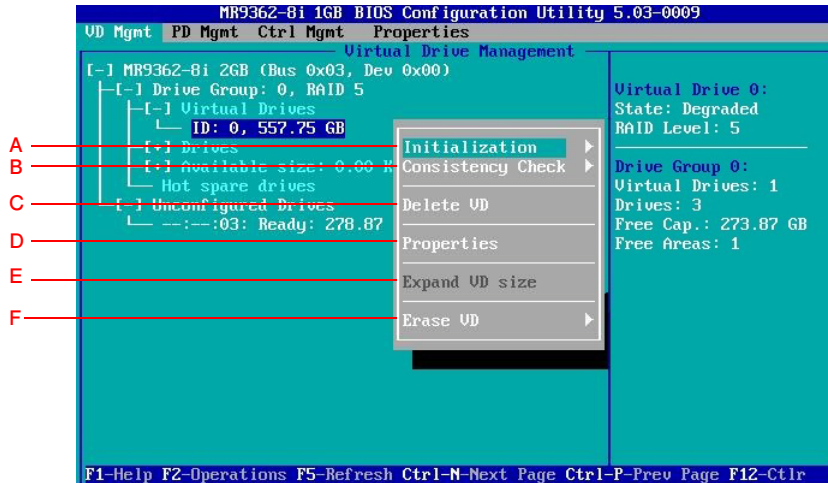 MR9362-8i 1GB BIOS Configuration Utility 5.03-0009
VD Mgmt PD Mgmt Ctrl Mgmt Properties
Virtual Drive Management
[-] MR9362-8i 2GB (Bus 0x03, Dev 0x00)
[-] Drive Group: 0, RAID 5
[-] Virtual Drives
ID: 0, 557.75 GB
[+] Drives
[+] Available size: 0.00 K
Hot spare drives
[-] Unconfigured Drives
--:--:03: Ready: 278.87
A
B
C
D
E
F
Initialization
Consistency Check
Delete VD
Properties
Expand VD size
Erase VD
Virtual Drive 0:
State: Degraded
RAID Level: 5
Drive Group 0:
Virtual Drives: 1
Drives: 3
Free Cap.: 273.87 GB
Free Areas: 1
F1-Help F2-Operations F5-Refresh Ctrl-N-Next Page Ctrl-P-Prev Page F12-Ctlr